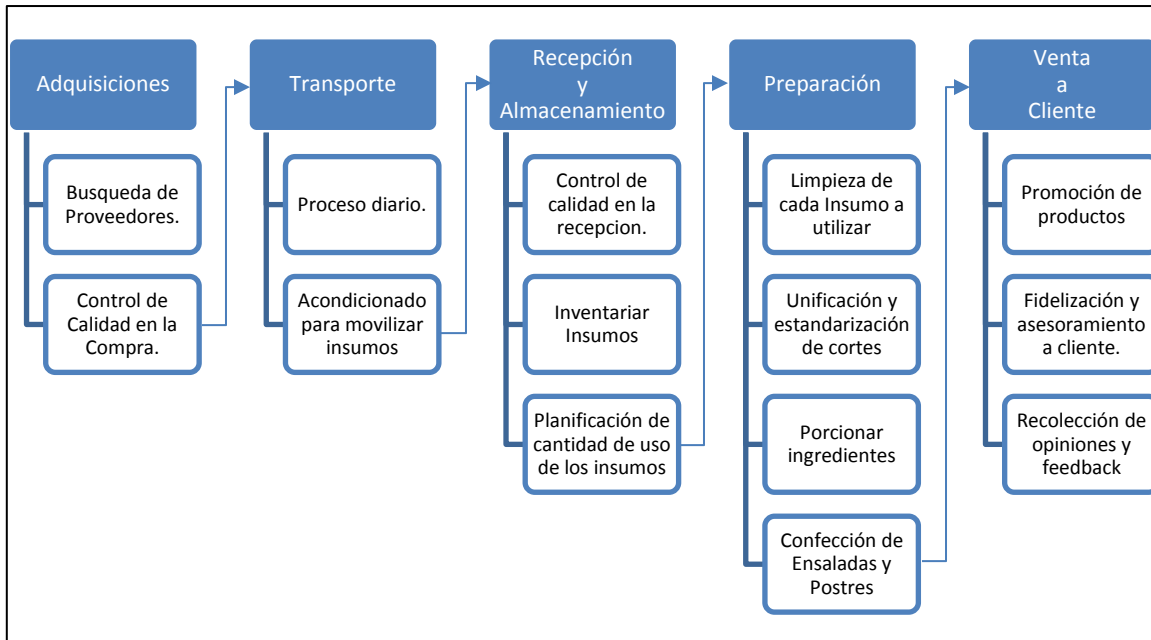 Adquisiciones
Busqueda de
Proveedores.
Control de
Calidad en la
Compra.
Transporte
Proceso diario.
Acondicionado
para movilizar
insumos
Recepción
y
Almacenamiento
Control de
calidad en la
recepcion.
Inventariar
Insumos
Planificación de
cantidad de uso
de los insumos
Preparación
Limpieza de
cada Insumo a
utilizar
Unificación y
estandarización
de cortes
Porcionar
ingredientes
Confección de
Ensaladas y
Postres
Venta
a
Cliente
Promoción de
productos
Fidelización y
asesoramiento
a cliente.
Recolección de
opiniones y
feedback